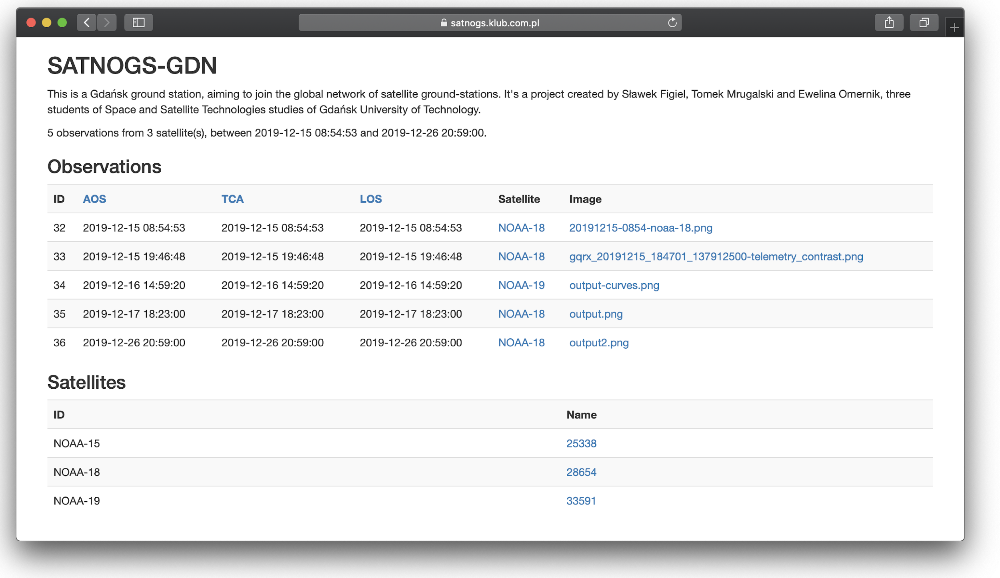 satnogs.klub.com.pl
SATNOGS-GDN
This is a Gdańsk ground station, aiming to join the global network of satellite ground-stations. It's a project created by Sławek Figiel, Tomek Mrugalski and Ewelina Omernik, three
students of Space and Satellite Technologies studies of Gdańsk University of Technology.
5 observations from 3 satellite(s), between 2019-12-15 08:54:53 and 2019-12-26 20:59:00.
Observations
ID AOS TCA LOS Satellite Image
32 2019-12-15 08:54:53 2019-12-15 08:54:53 2019-12-15 08:54:53 NOAA-18 20191215-0854-noaa-18.png
33 2019-12-15 19:46:48 2019-12-15 19:46:48 2019-12-15 19:46:48 NOAA-18 gqrx_20191215_184701_137912500-telemetry_contrast.png
34 2019-12-16 14:59:20 2019-12-16 14:59:20 2019-12-16 14:59:20 NOAA-19 output-curves.png
35 2019-12-17 18:23:00 2019-12-17 18:23:00 2019-12-17 18:23:00 NOAA-18 output.png
36 2019-12-26 20:59:00 2019-12-26 20:59:00 2019-12-26 20:59:00 NOAA-18 output2.png
Satellites
ID Name
NOAA-15 25338
NOAA-18 28654
NOAA-19 33591